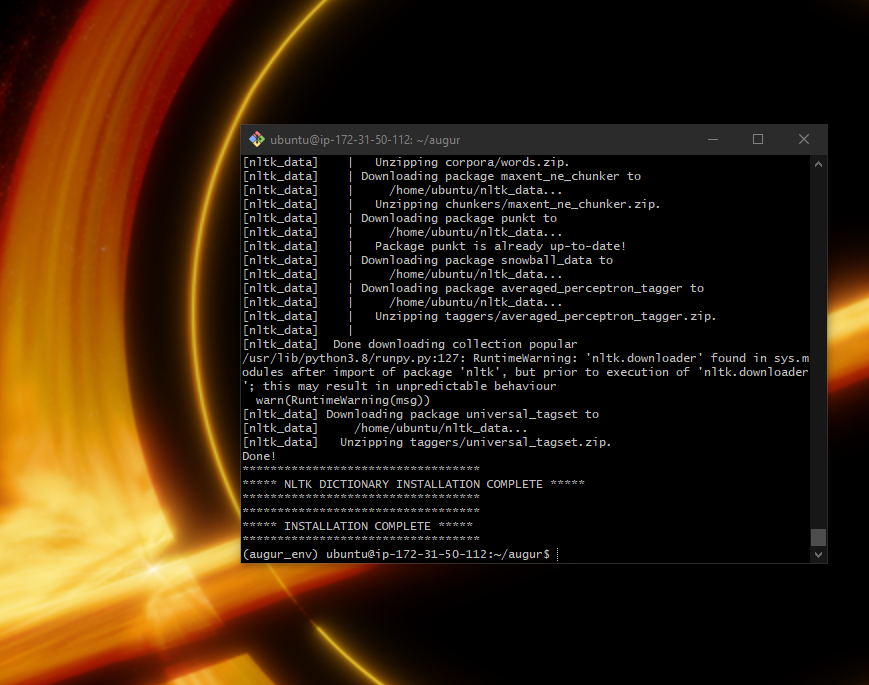 ubuntu@ip-172-31-50-112: ~/augur
[nltk_data]    |   Unzipping corpora/words.zip.
[nltk_data]    | Downloading package maxent_ne_chunker to
[nltk_data]    |     /home/ubuntu/nltk_data...
[nltk_data]    |   Unzipping chunkers/maxent_ne_chunker.zip.
[nltk_data]    | Downloading package punkt to
[nltk_data]    |     /home/ubuntu/nltk_data...
[nltk_data]    |   Package punkt is already up-to-date!
[nltk_data]    | Downloading package snowball_data to
[nltk_data]    |     /home/ubuntu/nltk_data...
[nltk_data]    | Downloading package averaged_perceptron_tagger to
[nltk_data]    |     /home/ubuntu/nltk_data...
[nltk_data]    |   Unzipping taggers/averaged_perceptron_tagger.zip.
[nltk_data]    |
[nltk_data]  Done downloading collection popular
/usr/lib/python3.8/runpy.py:127: RuntimeWarning: 'nltk.downloader' found in sys.m
odules after import of package 'nltk', but prior to execution of 'nltk.downloader
'; this may result in unpredictable behaviour
  warn(RuntimeWarning(msg))
[nltk_data] Downloading package universal_tagset to
[nltk_data]     /home/ubuntu/nltk_data...
[nltk_data]   Unzipping taggers/universal_tagset.zip.
Done!
**********************************
***** NLTK DICTIONARY INSTALLATION COMPLETE *****
**********************************
**********************************
***** INSTALLATION COMPLETE *****
**********************************
(augur_env) ubuntu@ip-172-31-50-112:~/augur$